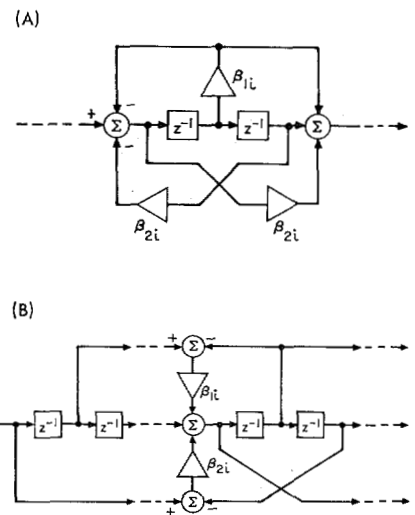 (A)
β1i
+ − Σ z⁻¹ z⁻¹ Σ
−
β2i β2i
(B)
+ Σ −
β1i
z⁻¹ z⁻¹ Σ z⁻¹ z⁻¹
β2i
+ Σ −